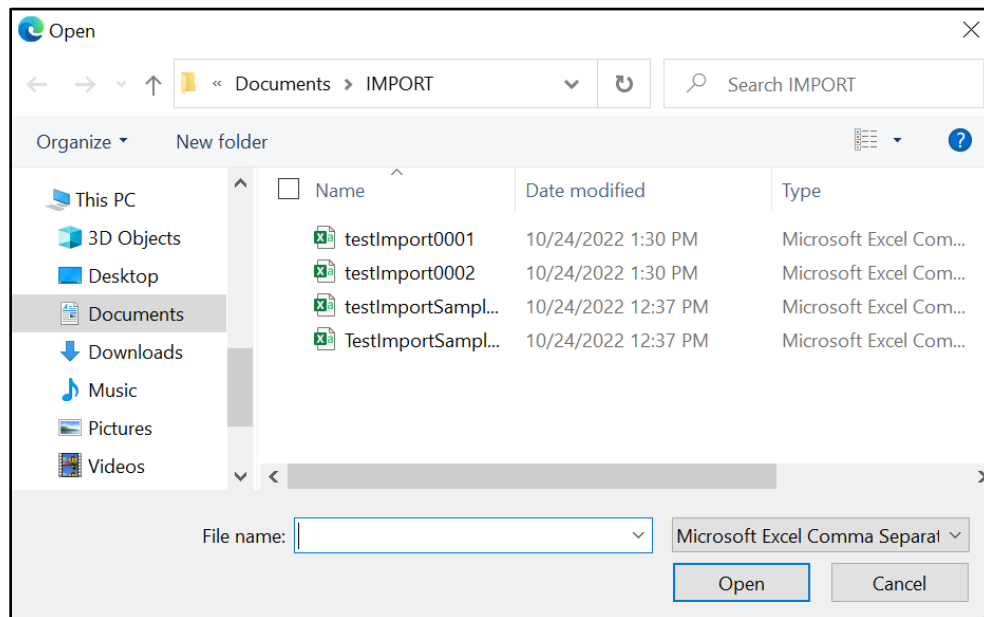 Open
« Documents > IMPORT
Search IMPORT
Organize New folder
?
This PC
3D Objects
Desktop
Documents
Downloads
Music
Pictures
Videos
Name Date modified Type
testImport0001 10/24/2022 1:30 PM Microsoft Excel Com...
testImport0002 10/24/2022 1:30 PM Microsoft Excel Com...
testImportSampl... 10/24/2022 12:37 PM Microsoft Excel Com...
TestImportSampl... 10/24/2022 12:37 PM Microsoft Excel Com...
File name: Microsoft Excel Comma Separat
Open Cancel